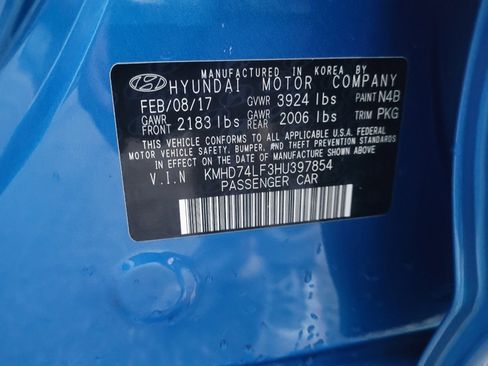 MANUFACTURED IN KOREA BY
HYUNDAI MOTOR COMPANY
FEB/08/17 GVWR 3924 lbs PAINT N4B
GAWR FRONT 2183 lbs GAWR REAR 2006 lbs TRIM PKG
THIS VEHICLE CONFORMS TO ALL APPLICABLE U.S.A. FEDERAL
MOTOR VEHICLE SAFETY, BUMPER, AND THEFT PREVENTION STANDARDS
IN EFFECT ON THE DATE OF MANUFACTURE SHOWN ABOVE.
V.I.N KMHD74LF3HU397854
PASSENGER CAR